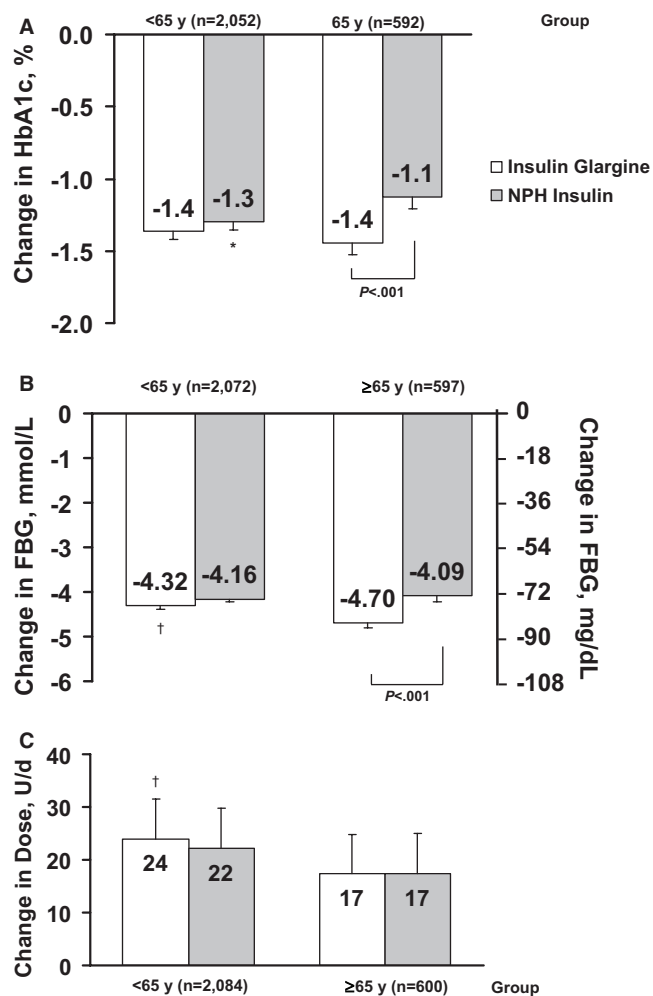 A
<65 y (n=2,052) 65 y (n=592) Group
Change in HbA1c, %
0.0
-0.5
-1.0
-1.5
-2.0
-1.4 -1.3 -1.4 -1.1
*
P<.001
Insulin Glargine
NPH Insulin
B
<65 y (n=2,072) ≥65 y (n=597)
Change in FBG, mmol/L
0
-1
-2
-3
-4
-5
-6
-4.32 -4.16 -4.70 -4.09
†
P<.001
0
-18
-36
-54
-72
-90
-108
Change in FBG, mg/dL
C
Change in Dose, U/d
40
30
20
10
0
†
24 22 17 17
<65 y (n=2,084) ≥65 y (n=600) Group